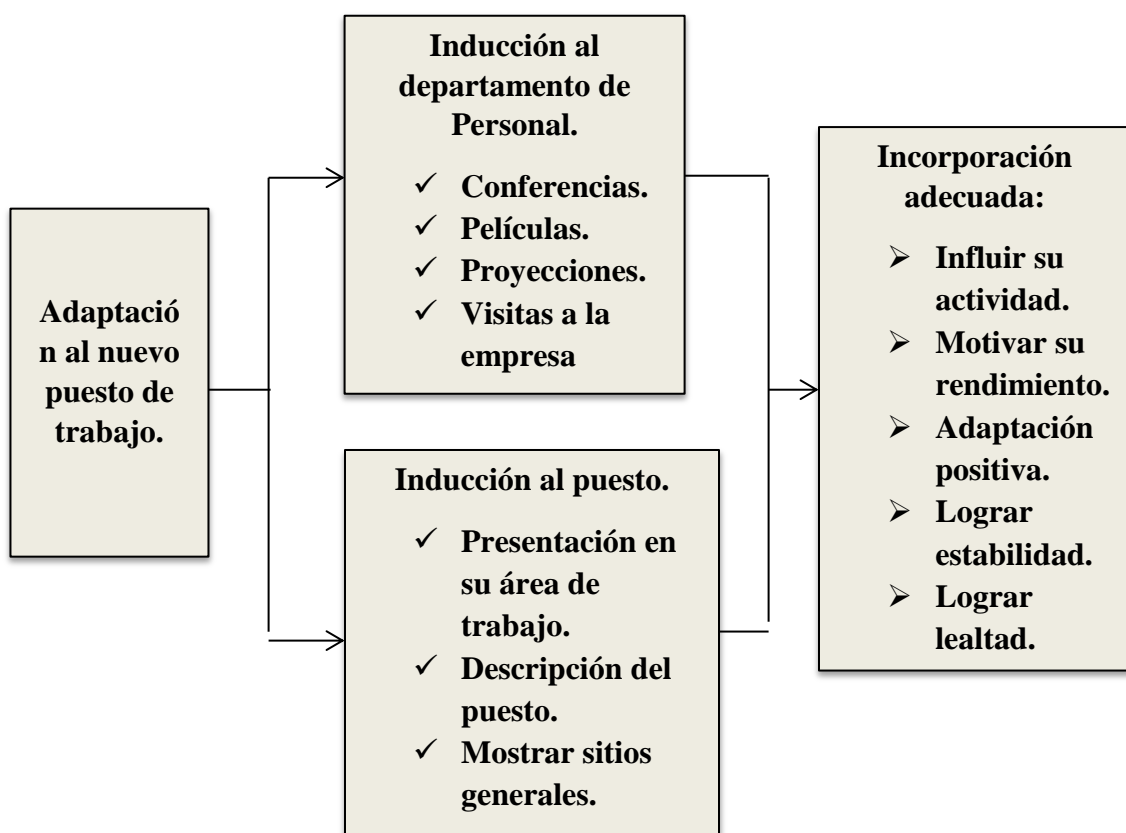 Adaptació
n al nuevo
puesto de
trabajo.
Inducción al
departamento de
Personal.
✓ Conferencias.
✓ Películas.
✓ Proyecciones.
✓ Visitas a la
empresa
Inducción al puesto.
✓ Presentación en
su área de
trabajo.
✓ Descripción del
puesto.
✓ Mostrar sitios
generales.
Incorporación
adecuada:
➢ Influir su
actividad.
➢ Motivar su
rendimiento.
➢ Adaptación
positiva.
➢ Lograr
estabilidad.
➢ Lograr
lealtad.